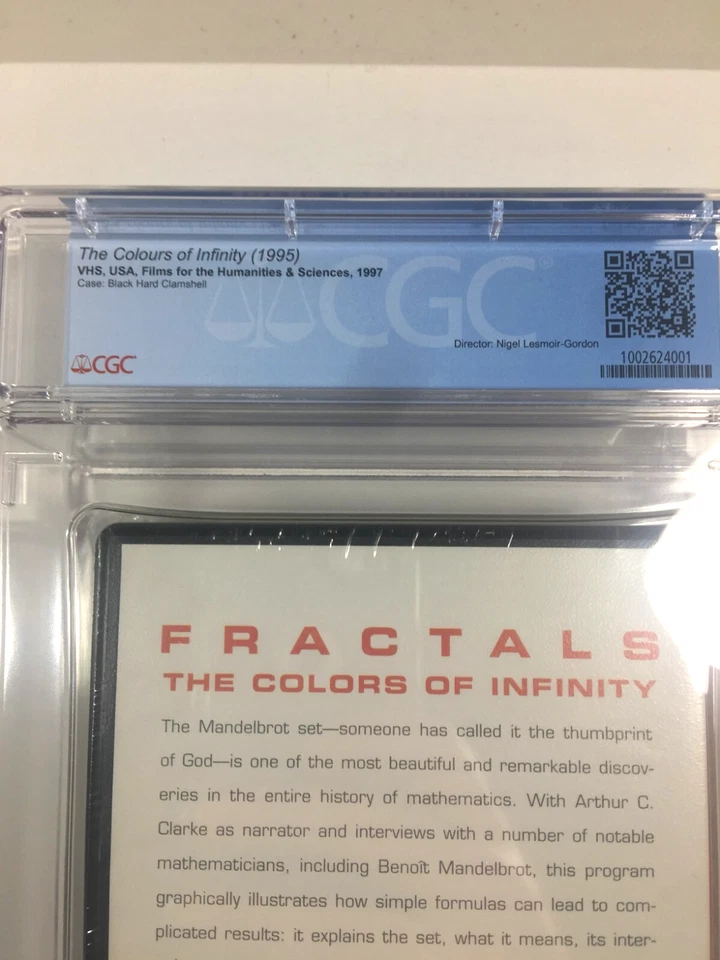 The Colours of Infinity (1995)
VHS, USA, Films for the Humanities & Sciences, 1997
Case: Black Hard Clamshell
CGC®
Director: Nigel Lesmoir-Gordon
1002624001
CGC
FRACTALS
THE COLORS OF INFINITY
The Mandelbrot set—someone has called it the thumbprint
of God—is one of the most beautiful and remarkable discov-
eries in the entire history of mathematics. With Arthur C.
Clarke as narrator and interviews with a number of notable
mathematicians, including Benoît Mandelbrot, this program
graphically illustrates how simple formulas can lead to com-
plicated results: it explains the set, what it means, its inter-